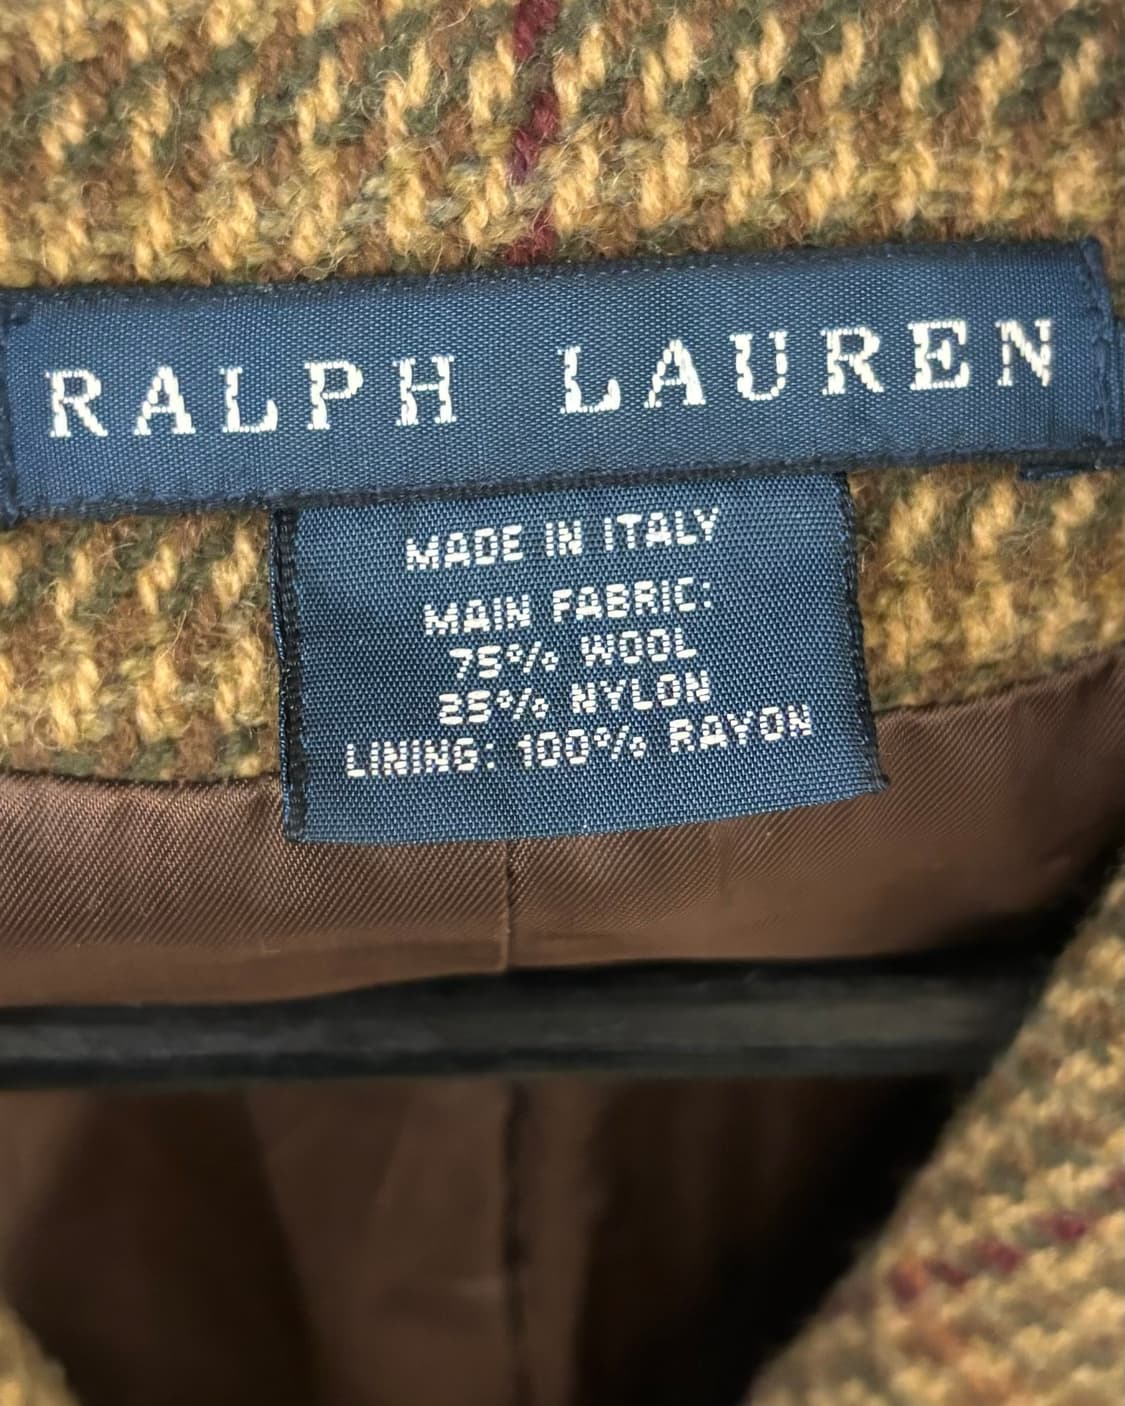 RALPH LAUREN
MADE IN ITALY
MAIN FABRIC:
75% WOOL
25% NYLON
LINING: 100% RAYON